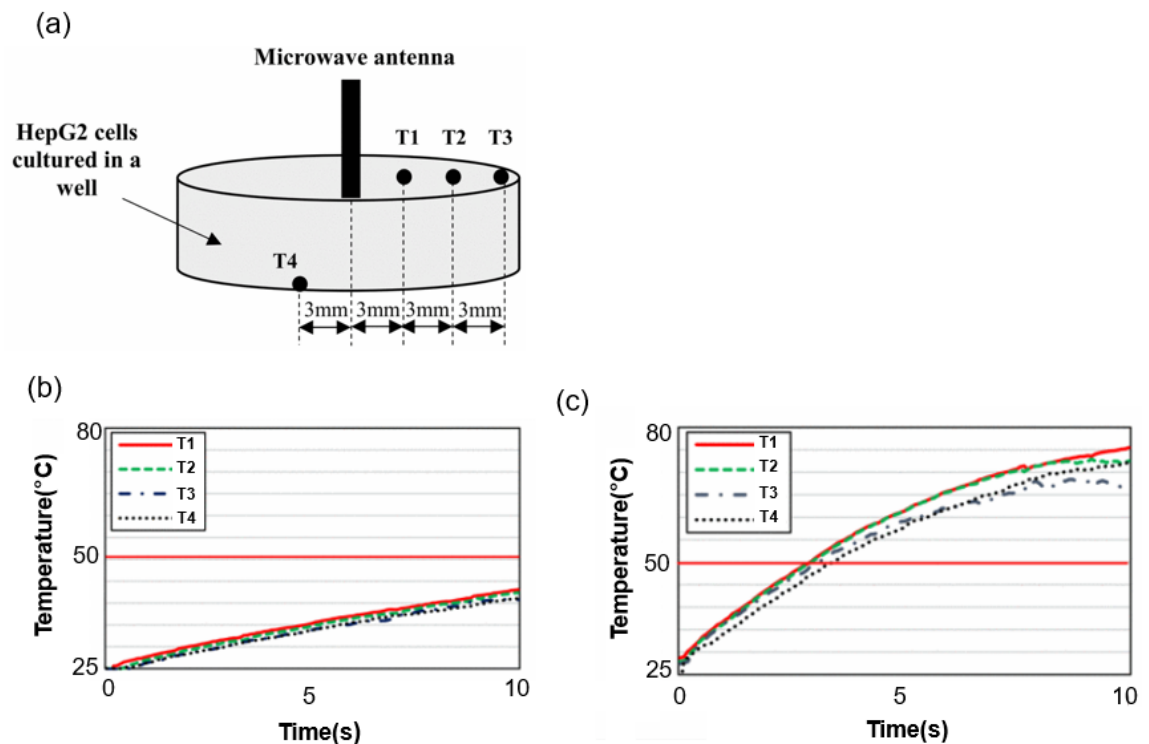 (a)
Microwave antenna
HepG2 cells
cultured in a
well
T1 T2 T3
T4
3mm 3mm 3mm 3mm
(b)
80
50
25
Temperature(°C)
T1
T2
T3
T4
0 5 10
Time(s)
(c)
80
50
25
Temperature(°C)
T1
T2
T3
T4
0 5 10
Time(s)